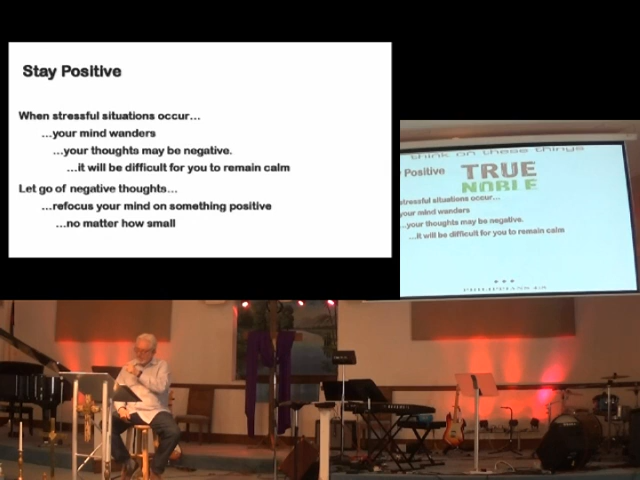 Stay Positive
When stressful situations occur...
...your mind wanders
...your thoughts may be negative.
...it will be difficult for you to remain calm
Let go of negative thoughts...
...refocus your mind on something positive
...no matter how small
think on these things
TRUE
Positive
NOBLE
stressful situations occur...
your mind wanders
...your thoughts may be negative.
...it will be difficult for you to remain calm
PHILIPPIANS 4:8